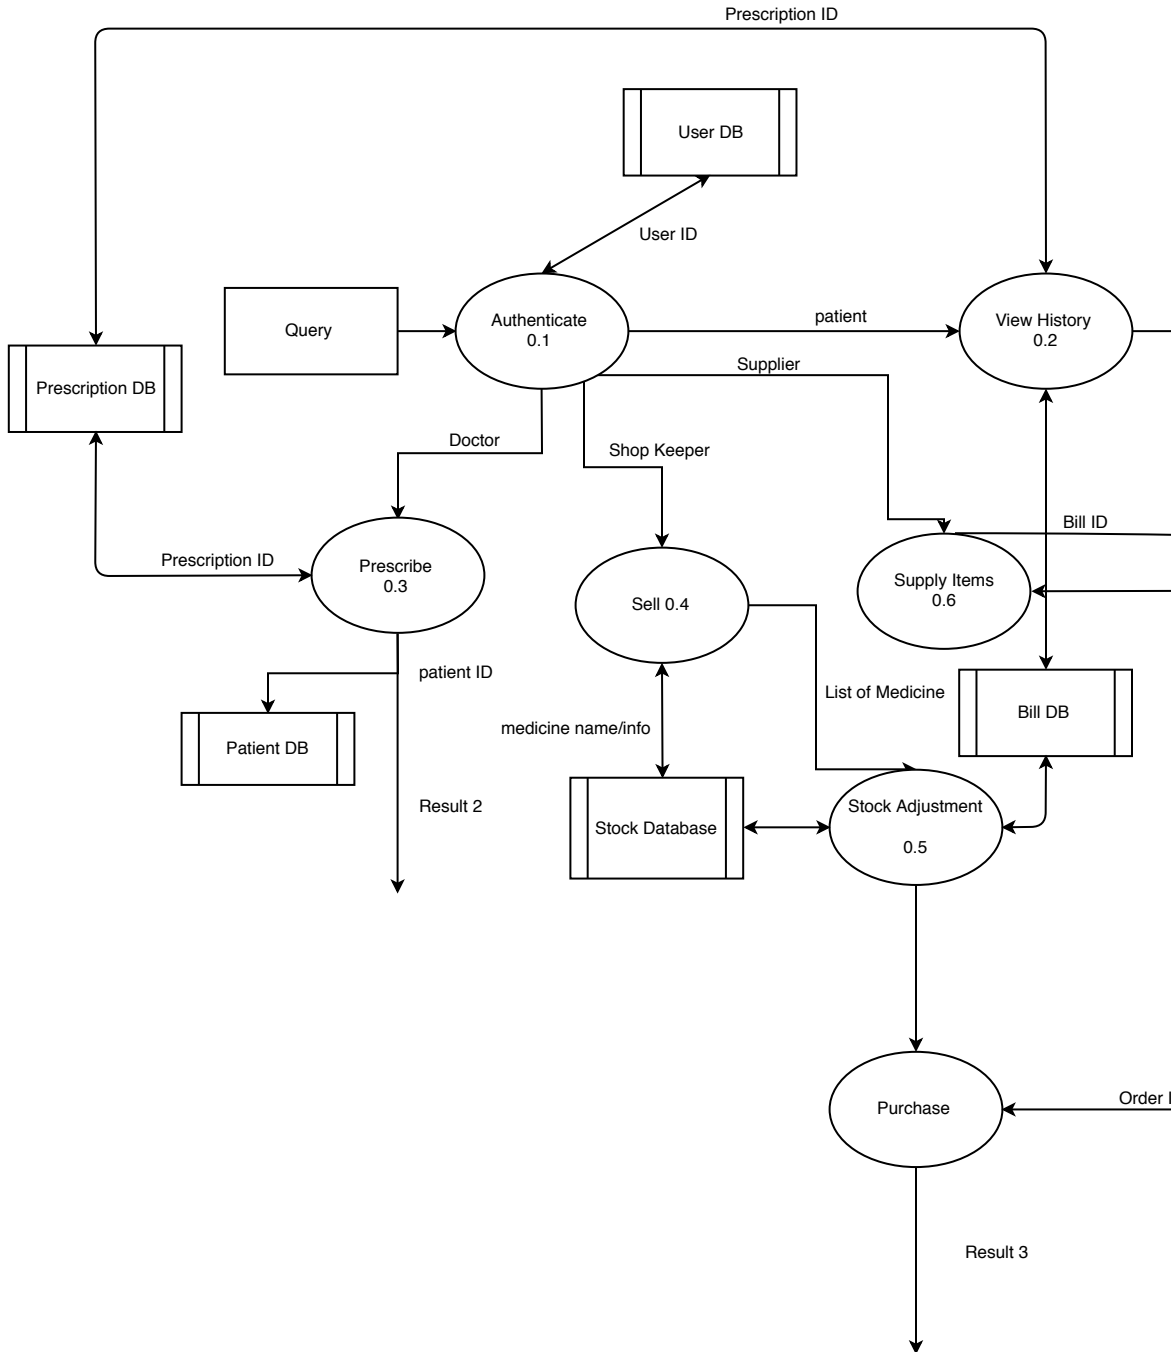 Prescription ID
User DB
User ID
Query
Authenticate
0.1
patient
View History
0.2
Supplier
Prescription DB
Doctor
Shop Keeper
Bill ID
Prescription ID
Prescribe
0.3
Sell 0.4
Supply Items
0.6
patient ID
List of Medicine
Bill DB
medicine name/info
Patient DB
Result 2
Stock Database
Stock Adjustment
0.5
Purchase
Order
Result 3